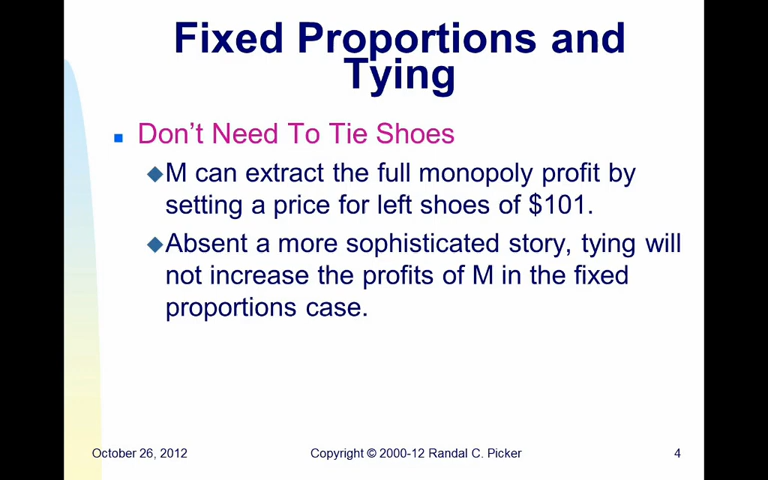 Fixed Proportions and
Tying
Don't Need To Tie Shoes
M can extract the full monopoly profit by
setting a price for left shoes of $101.
Absent a more sophisticated story, tying will
not increase the profits of M in the fixed
proportions case.
October 26, 2012
Copyright © 2000-12 Randal C. Picker
4